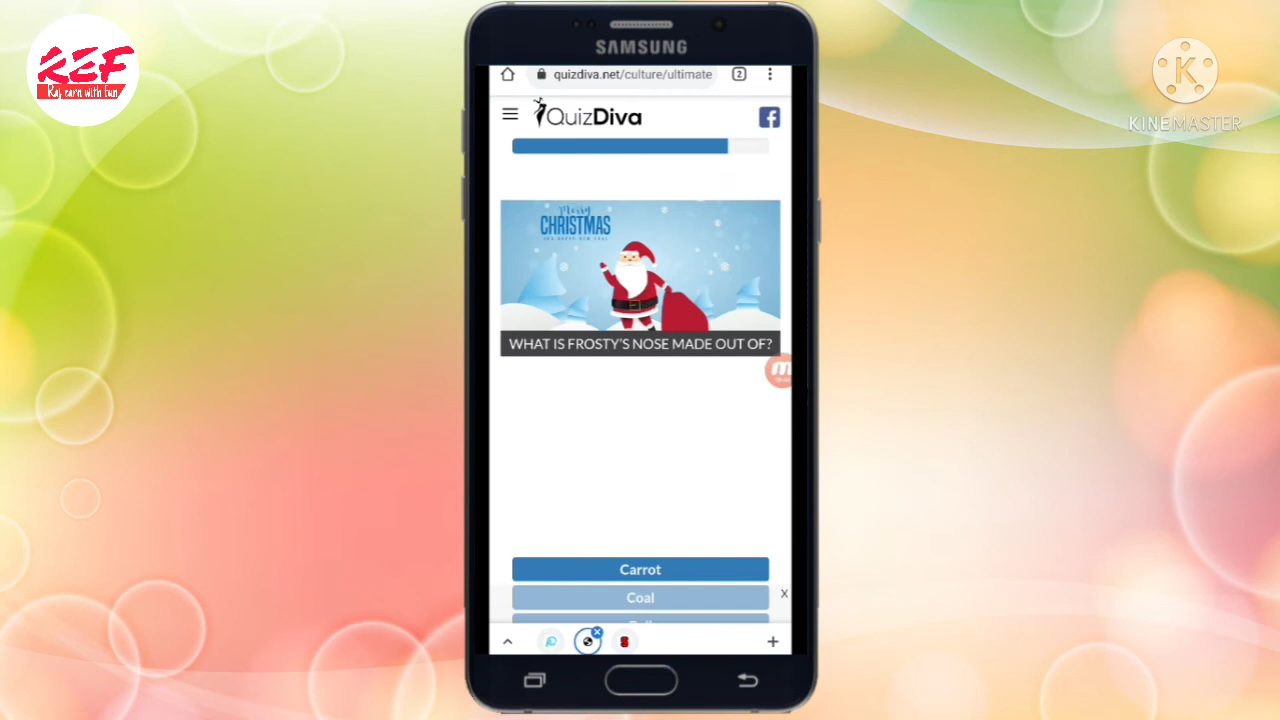 REF
Raj earn with fun
SAMSUNG
quizdiva.net/culture/ultimate
2
QuizDiva
Merry
CHRISTMAS
WHAT IS FROSTY'S NOSE MADE OUT OF?
Carrot
Coal
X
K
KINEMASTER